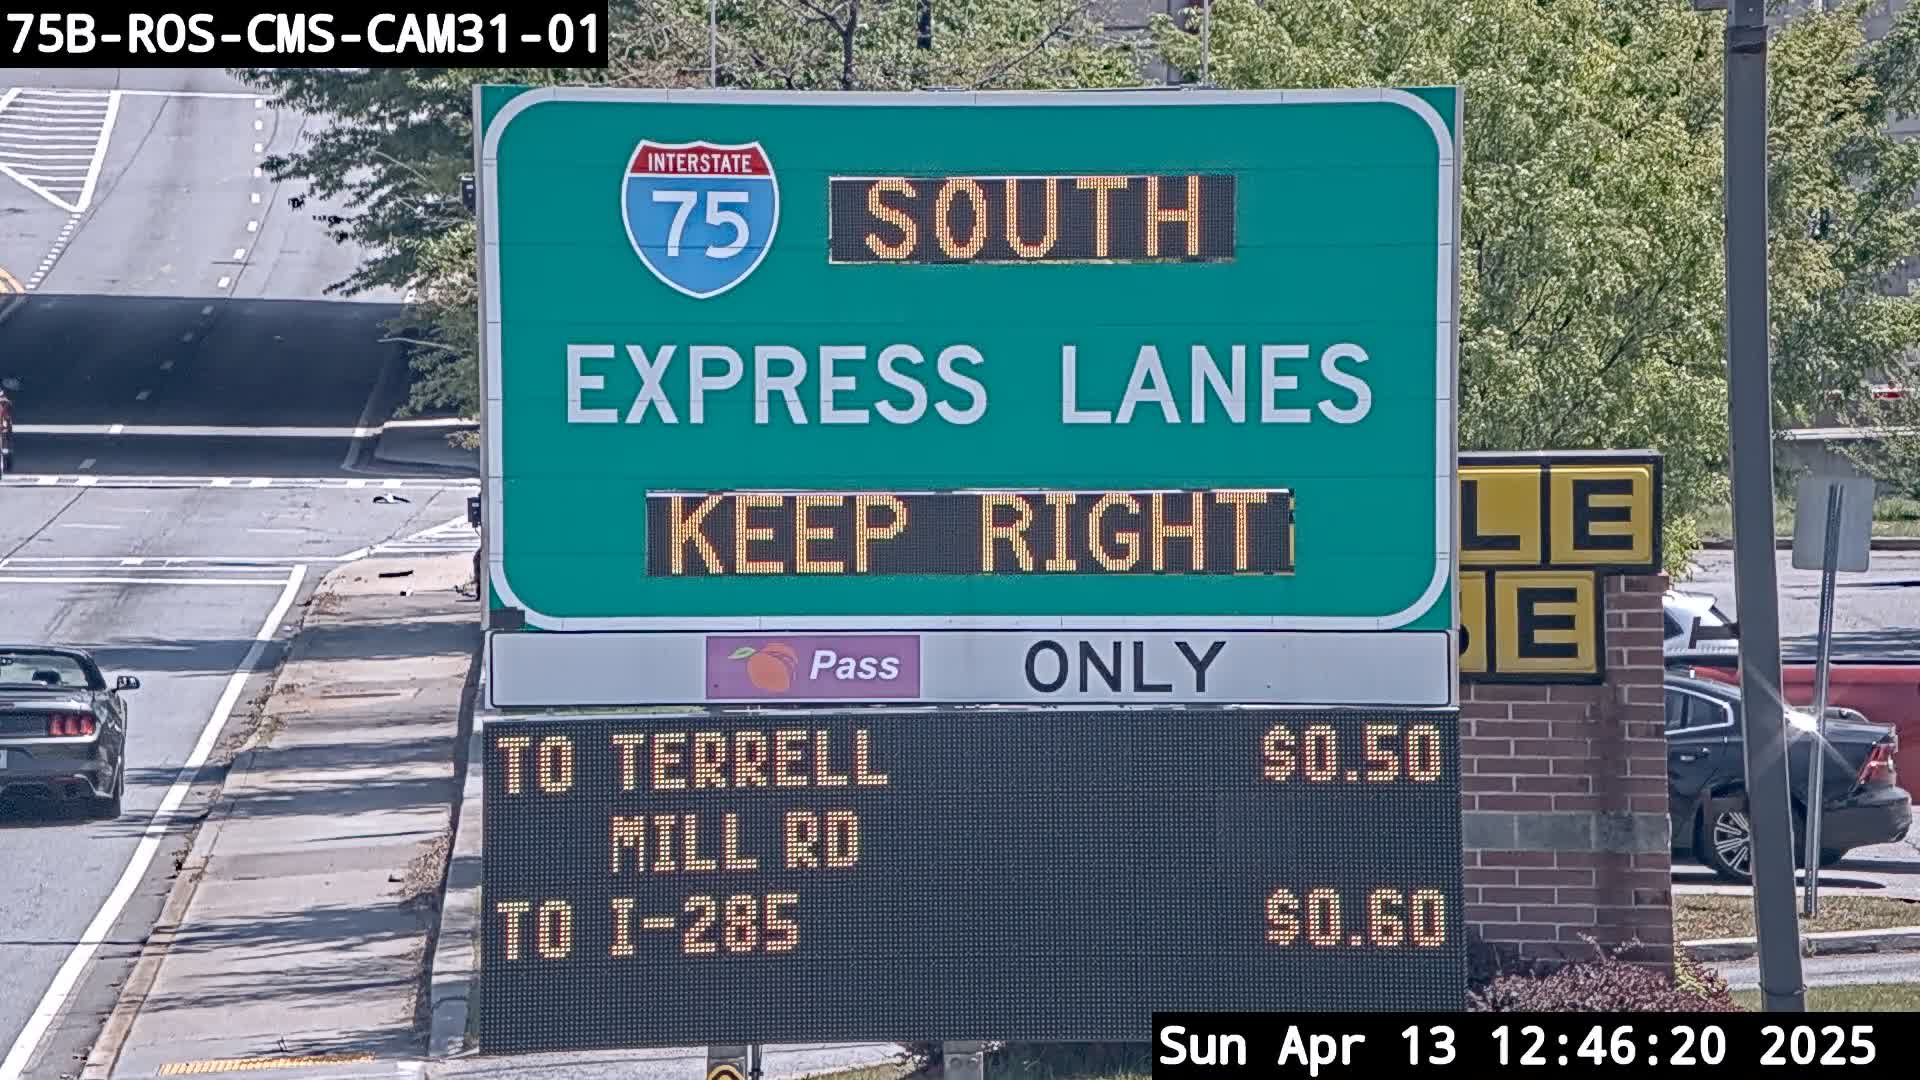 75B-ROS-CMS-CAM31-01
INTERSTATE
75
SOUTH
EXPRESS LANES
KEEP RIGHT
Pass ONLY
TO TERRELL $0.50
MILL RD
TO I-285 $0.60
LE
E
Sun Apr 13 12:46:20 2025